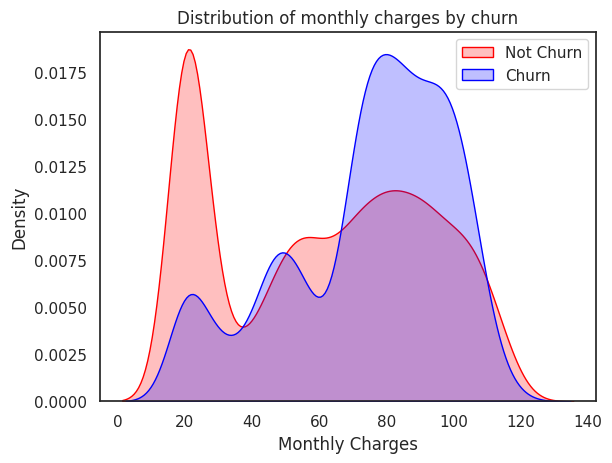 Distribution of monthly charges by churn
Not Churn
Churn
Density
0.0175
0.0150
0.0125
0.0100
0.0075
0.0050
0.0025
0.0000
0 20 40 60 80 100 120 140
Monthly Charges